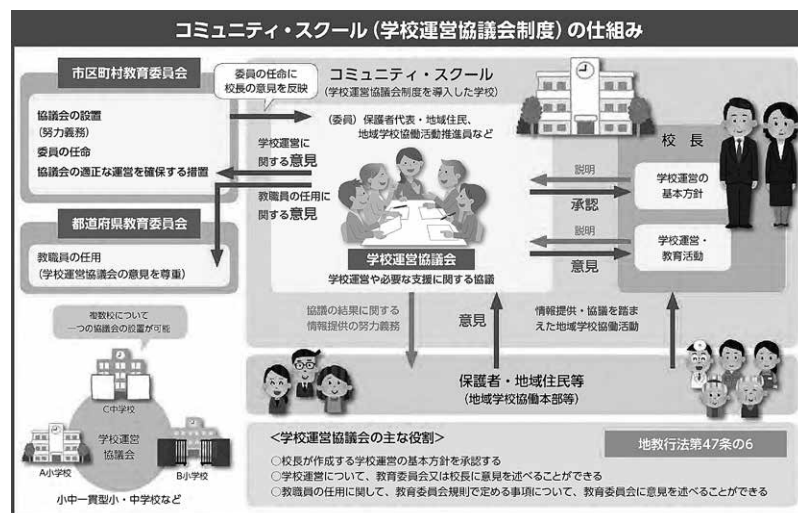 コミュニティ・スクール(学校運営協議会制度)の仕組み
市区町村教育委員会
協議会の設置
(努力義務)
委員の任命
協議会の適正な運営を確保する措置
委員の任命に
校長の意見を反映
学校運営に
関する意見
教職員の任用に
関する意見
都道府県教育委員会
教職員の任用
(学校運営協議会の意見を尊重)
コミュニティ・スクール
(学校運営協議会制度を導入した学校)
(委員)保護者代表・地域住民、
地域学校協働活動推進員など
学校運営協議会
学校運営や必要な支援に関する協議
校長
説明
承認
学校運営の
基本方針
説明
意見
学校運営・
教育活動
協議の結果に関する
情報提供の努力義務
意見
情報提供・協議を踏ま
えた地域学校協働活動
保護者・地域住民等
(地域学校協働本部等)
複数校について
一つの協議会の設置が可能
C中学校
学校運営
協議会
A小学校
B小学校
小中一貫型小・中学校など
<学校運営協議会の主な役割>
地教行法第47条の6
○校長が作成する学校運営の基本方針を承認する
○学校運営について、教育委員会又は校長に意見を述べることができる
○教職員の任用に関して、教育委員会規則で定める事項について、教育委員会に意見を述べることができる